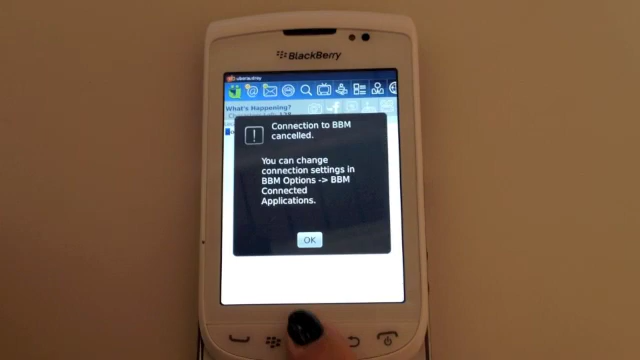 BlackBerry
What's Happening?
Connection to BBM
cancelled.
You can change
connection settings in
BBM Options -> BBM
Connected
Applications.
OK